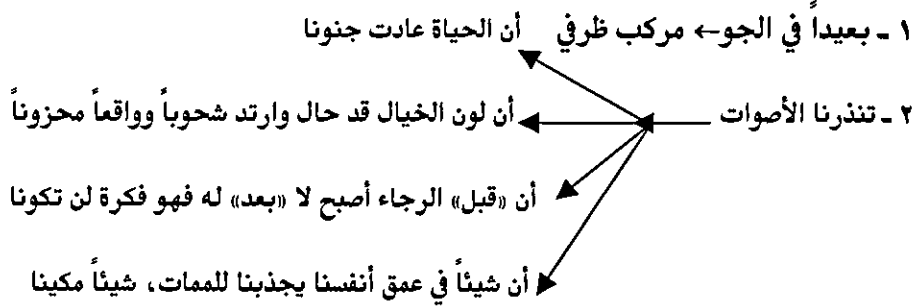 ١ - بعيداً في الجو← مركب ظرفي أن الحياة عادت جنونا
٢ - تنذرنا الأصوات أن لون الخيال قد حال وارتد شحوباً وواقعاً محزوناً
أن «قبل» الرجاء أصبح لا «بعد» له فهو فكرة لن تكونا
أن شيئاً في عمق أنفسنا يجذبنا للممات، شيئاً مكينا